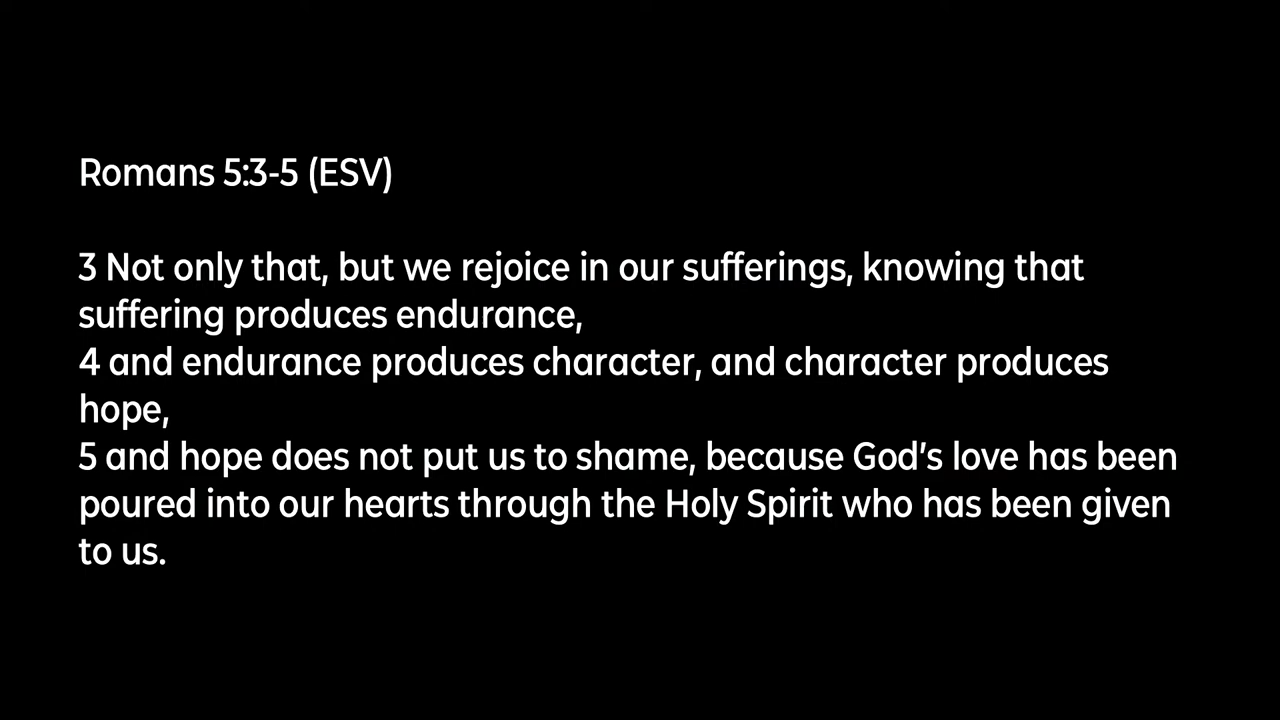 Romans 5:3-5 (ESV)
3 Not only that, but we rejoice in our sufferings, knowing that
suffering produces endurance,
4 and endurance produces character, and character produces
hope,
5 and hope does not put us to shame, because God’s love has been
poured into our hearts through the Holy Spirit who has been given
to us.